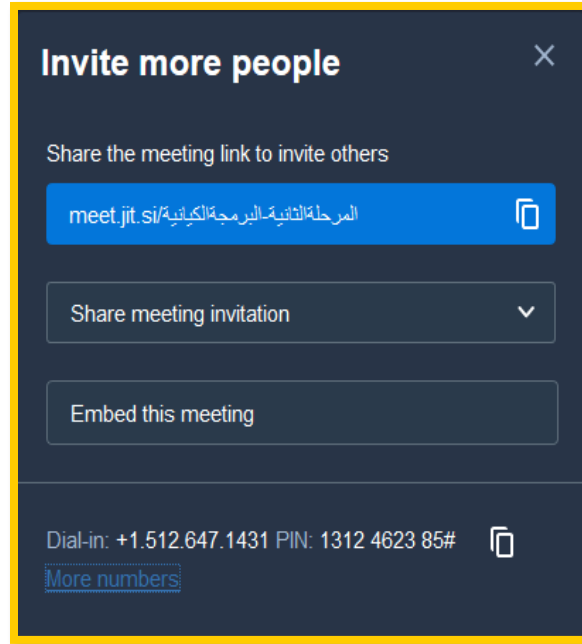 Invite more people
Share the meeting link to invite others
meet.jit.si/المرحلةالثانية-البرمجةالكيانية
Share meeting invitation
Embed this meeting
Dial-in: +1.512.647.1431 PIN: 1312 4623 85#
More numbers